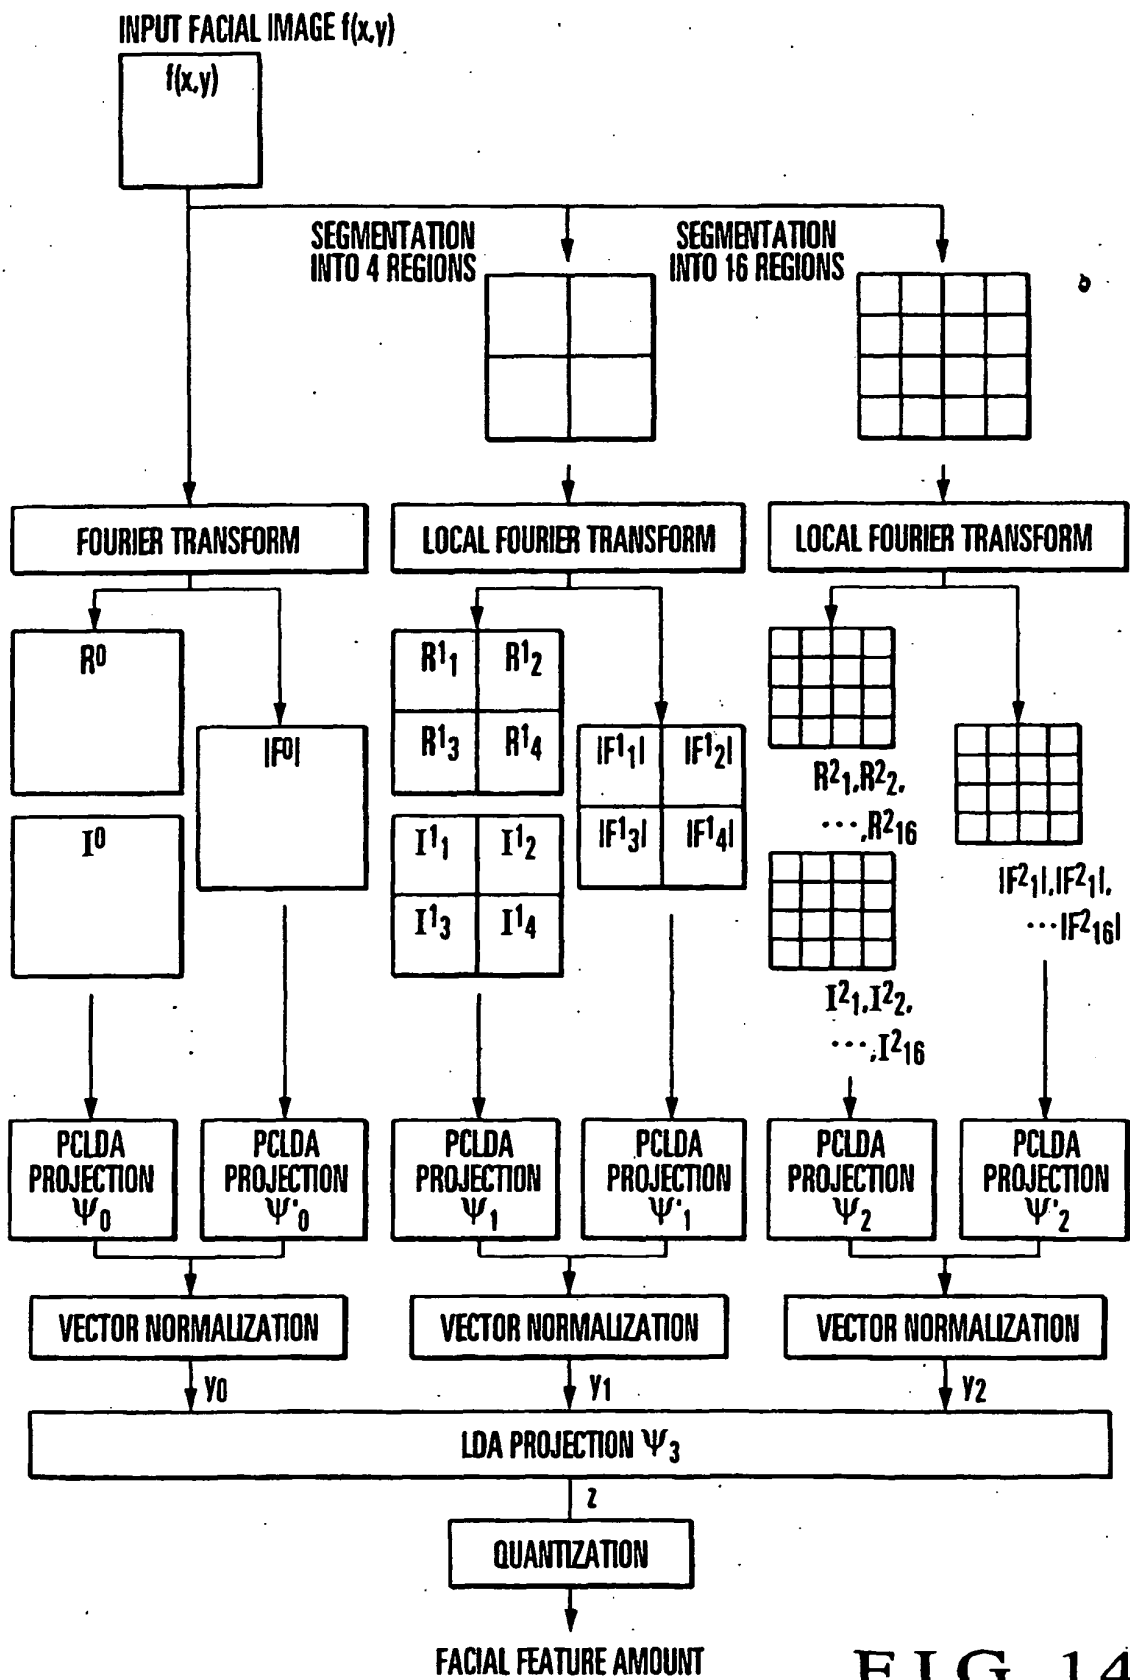 INPUT FACIAL IMAGE f(x,y)
f(x,y)
SEGMENTATION
INTO 4 REGIONS
SEGMENTATION
INTO 16 REGIONS
FOURIER TRANSFORM
LOCAL FOURIER TRANSFORM
LOCAL FOURIER TRANSFORM
R⁰
|F⁰|
I⁰
R¹₁ R¹₂
R¹₃ R¹₄
|F¹₁| |F¹₂|
|F¹₃| |F¹₄|
I¹₁ I¹₂
I¹₃ I¹₄
R²₁,R²₂,
···,R²₁₆
|F²₁|,|F²₁|,
···|F²₁₆|
I²₁,I²₂,
···,I²₁₆
PCLDA
PROJECTION
Ψ₀
PCLDA
PROJECTION
Ψ'₀
PCLDA
PROJECTION
Ψ₁
PCLDA
PROJECTION
Ψ'₁
PCLDA
PROJECTION
Ψ₂
PCLDA
PROJECTION
Ψ'₂
VECTOR NORMALIZATION
VECTOR NORMALIZATION
VECTOR NORMALIZATION
y₀
y₁
y₂
LDA PROJECTION Ψ₃
z
QUANTIZATION
FACIAL FEATURE AMOUNT
FIG. 14